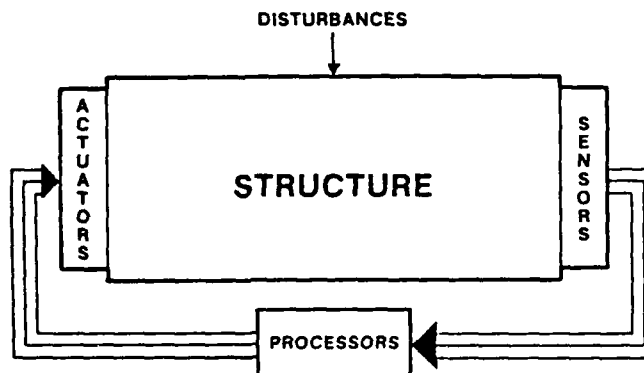 DISTURBANCES
ACTUATORS
STRUCTURE
SENSORS
PROCESSORS